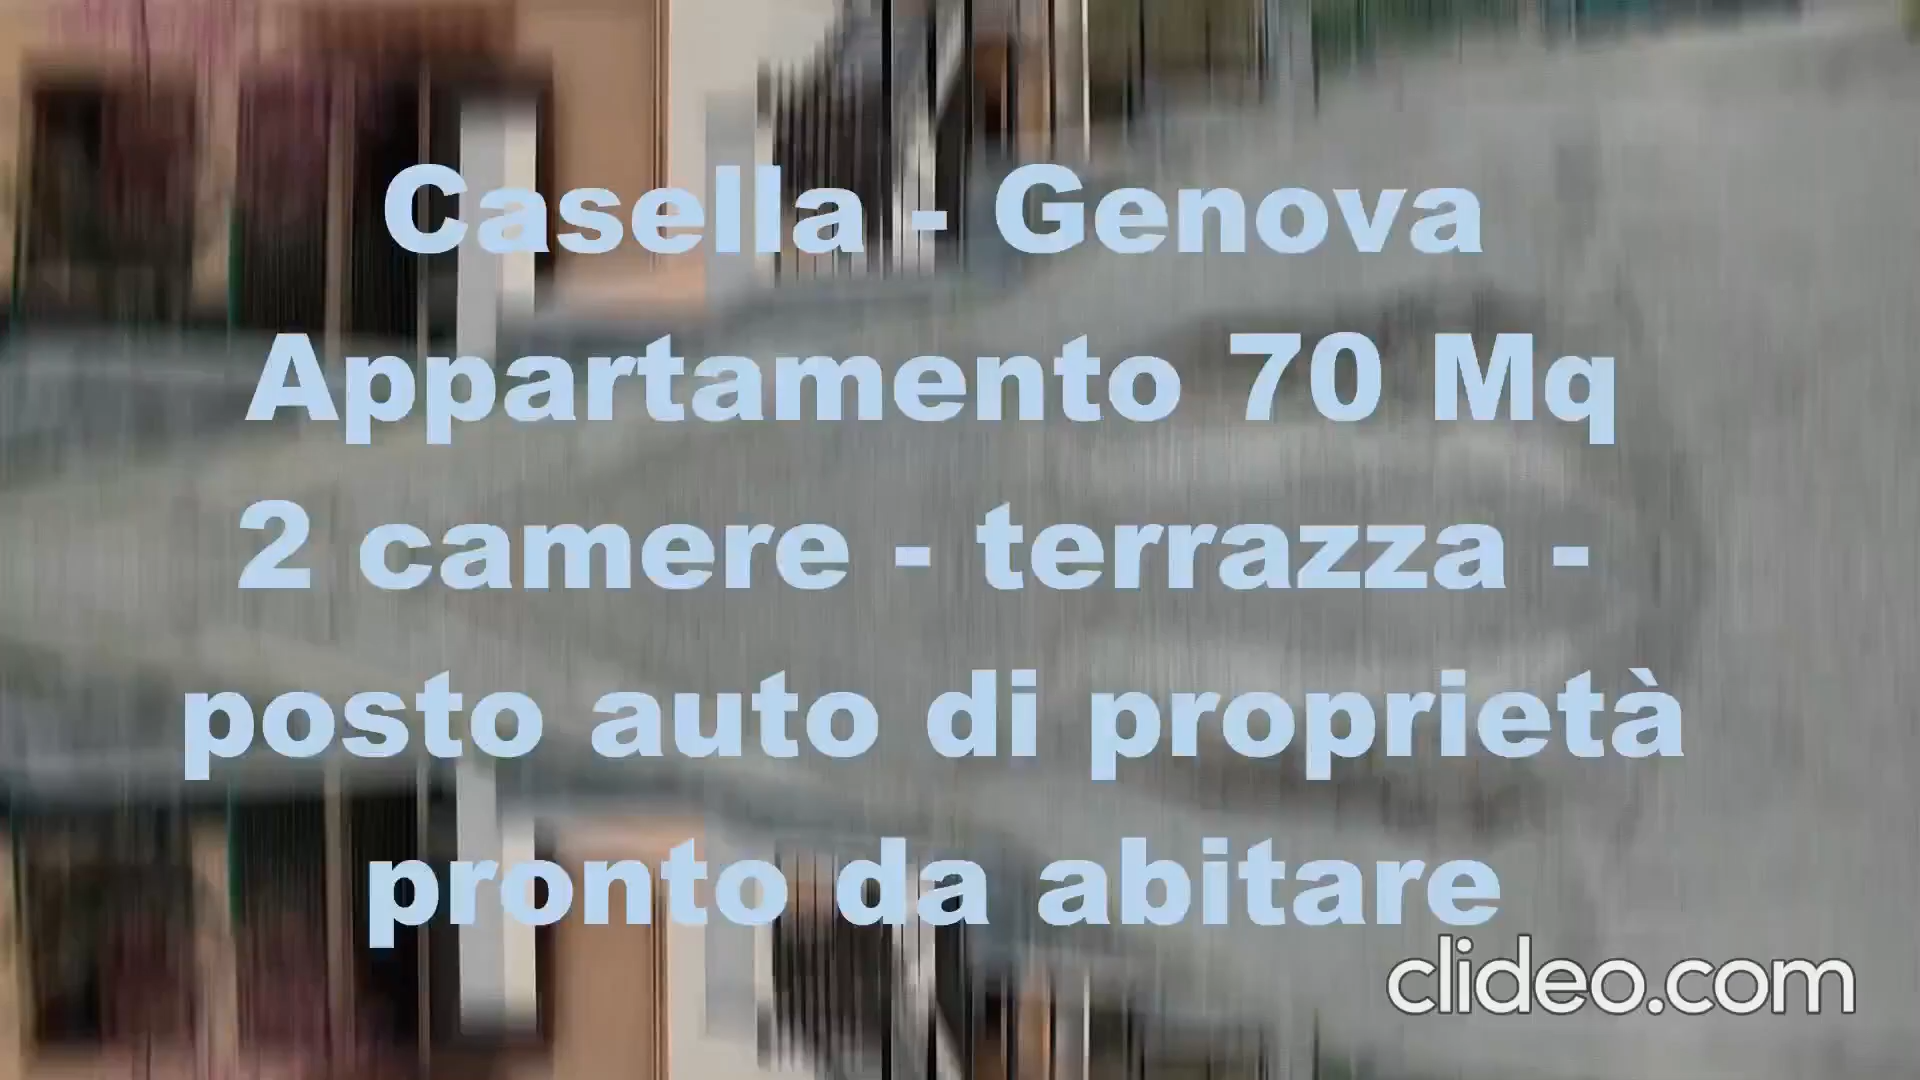 Casella - Genova
Appartamento 70 Mq
2 camere - terrazza -
posto auto di proprietà
pronto da abitare
clideo.com